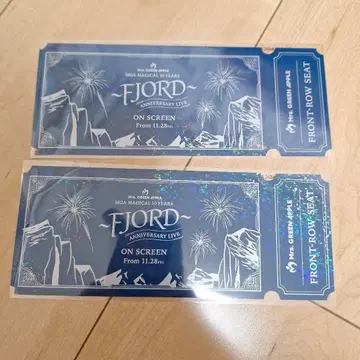 Mrs. GREEN APPLE
MGA MAGICAL 10 YEARS
FJORD
ANNIVERSARY LIVE
ON SCREEN
From 11.28 FRI.
Mrs. GREEN APPLE
FRONT-ROW SEAT
Mrs. GREEN APPLE
MGA MAGICAL 10 YEARS
FJORD
ANNIVERSARY LIVE
ON SCREEN
From 11.28 FRI.
Mrs. GREEN APPLE
FRONT-ROW SEAT